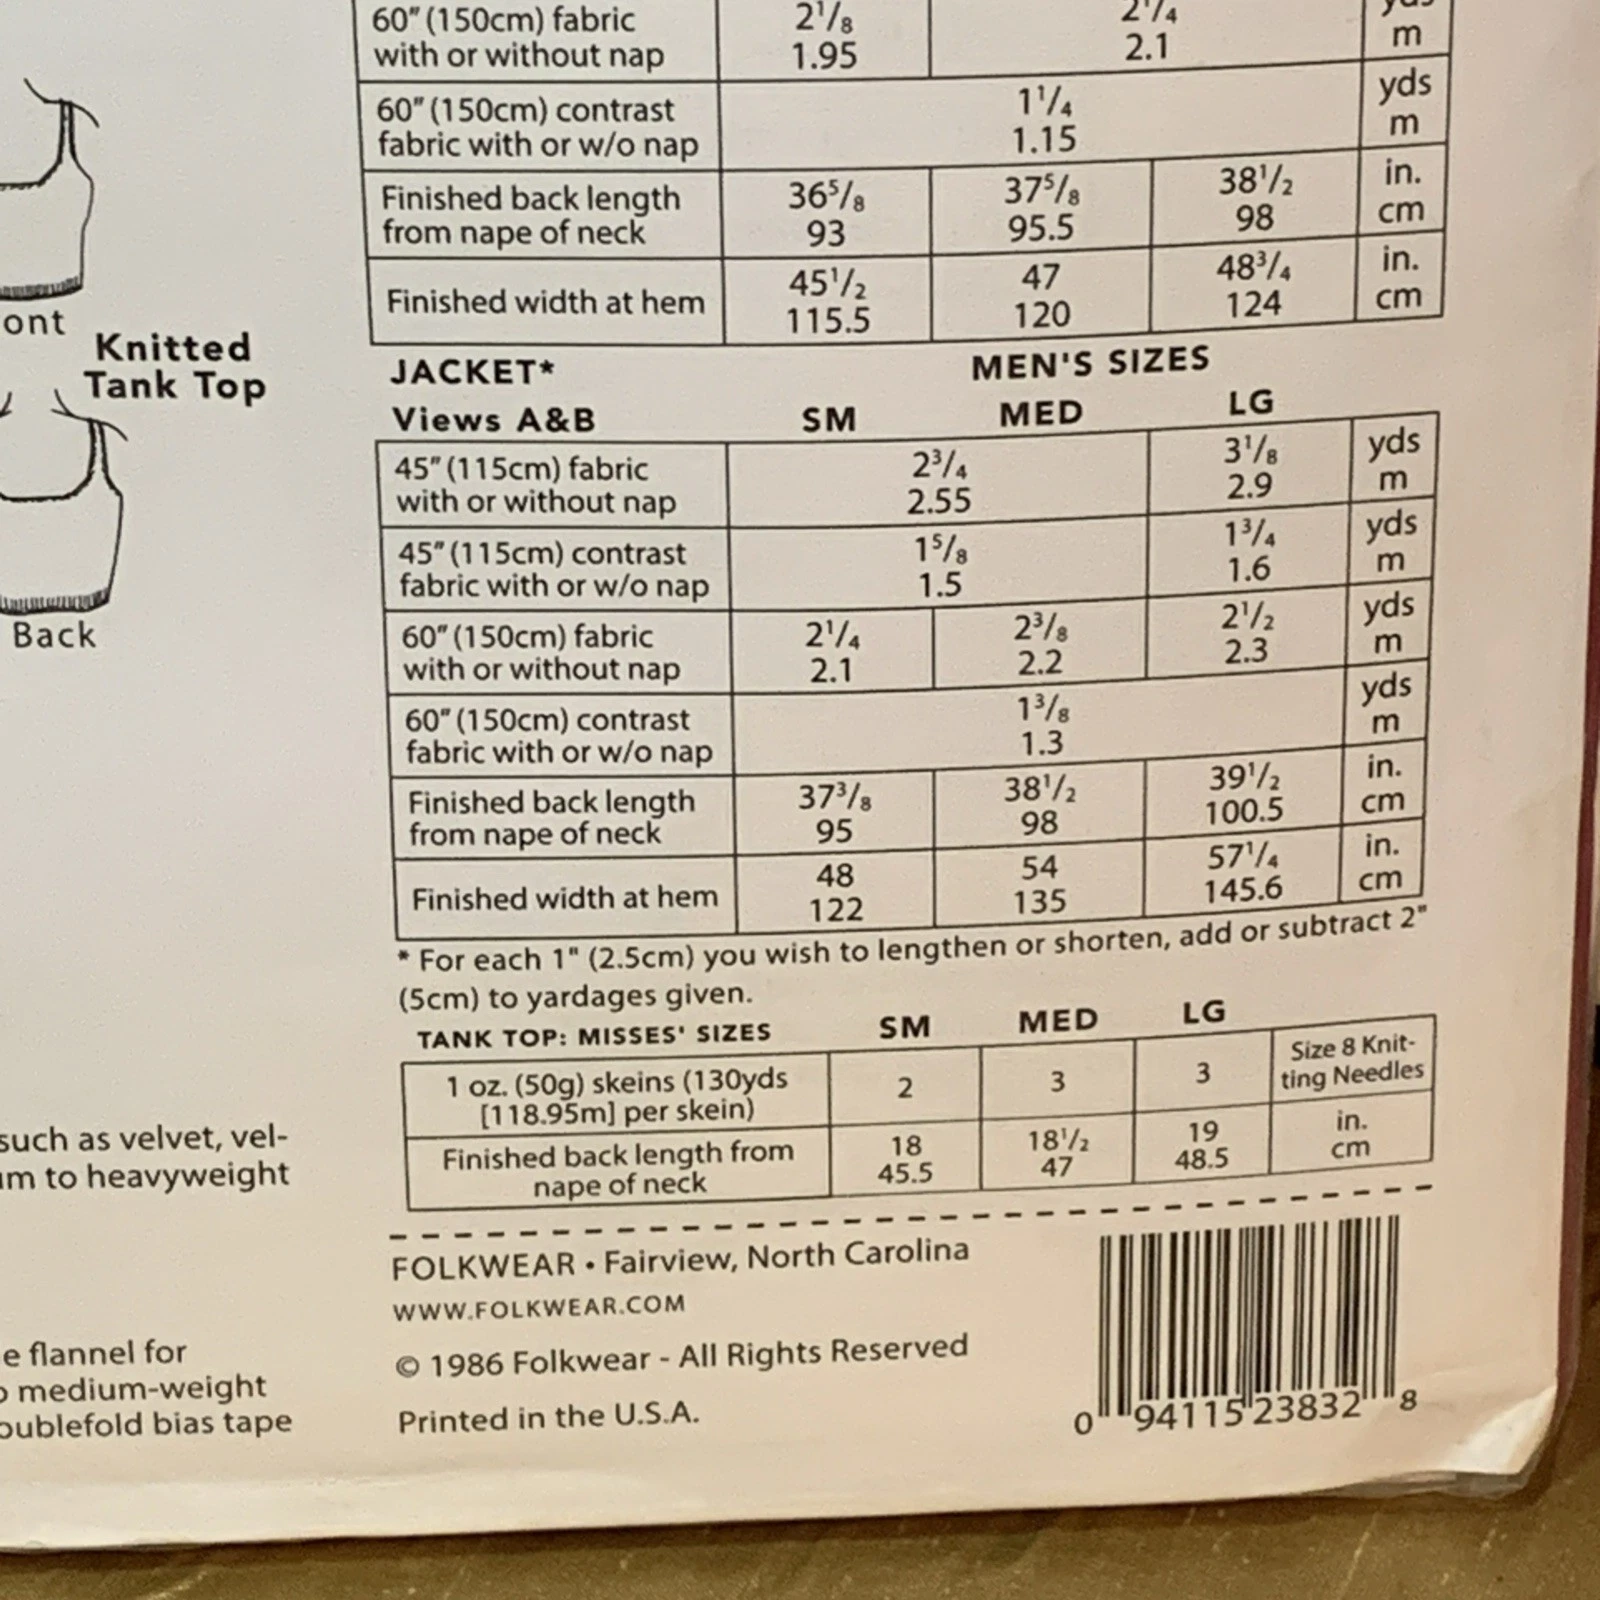 60" (150cm) fabric
with or without nap
2 1/8
1.95
2 1/4
2.1
yds
m
60" (150cm) contrast
fabric with or w/o nap
1 1/4
1.15
yds
m
Finished back length
from nape of neck
36 5/8
93
37 5/8
95.5
38 1/2
98
in.
cm
Finished width at hem
45 1/2
115.5
47
120
48 3/4
124
in.
cm
ont
Knitted
Tank Top
Back
JACKET*
MEN'S SIZES
Views A&B
SM
MED
LG
45" (115cm) fabric
with or without nap
2 3/4
2.55
3 1/8
2.9
yds
m
45" (115cm) contrast
fabric with or w/o nap
1 5/8
1.5
1 3/4
1.6
yds
m
60" (150cm) fabric
with or without nap
2 1/4
2.1
2 3/8
2.2
2 1/2
2.3
yds
m
60" (150cm) contrast
fabric with or w/o nap
1 3/8
1.3
yds
m
Finished back length
from nape of neck
37 3/8
95
38 1/2
98
39 1/2
100.5
in.
cm
Finished width at hem
48
122
54
135
57 1/4
145.6
in.
cm
* For each 1" (2.5cm) you wish to lengthen or shorten, add or subtract 2"
(5cm) to yardages given.
TANK TOP: MISSES' SIZES
SM
MED
LG
1 oz. (50g) skeins (130yds
[118.95m] per skein)
2
3
3
Size 8 Knit-
ting Needles
Finished back length from
nape of neck
18
45.5
18 1/2
47
19
48.5
in.
cm
such as velvet, vel-
um to heavyweight
e flannel for
o medium-weight
oublefold bias tape
FOLKWEAR • Fairview, North Carolina
WWW.FOLKWEAR.COM
© 1986 Folkwear - All Rights Reserved
Printed in the U.S.A.
0 94115 23832 8